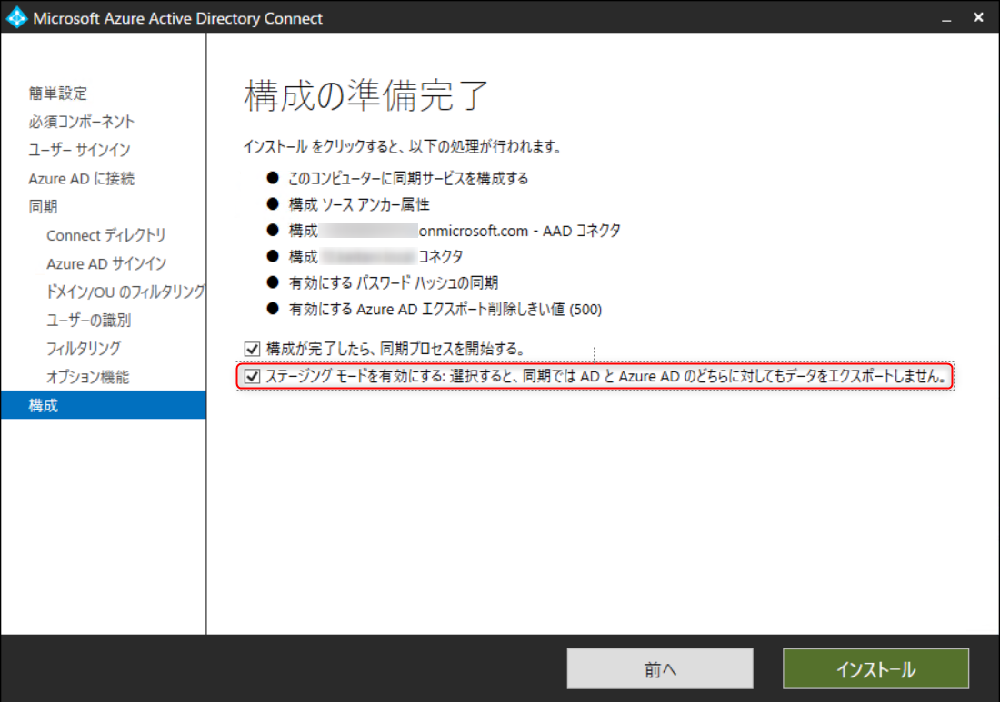 Microsoft Azure Active Directory Connect
簡単設定
必須コンポーネント
ユーザー サインイン
Azure AD に接続
同期
Connect ディレクトリ
Azure AD サインイン
ドメイン/OU のフィルタリング
ユーザーの識別
フィルタリング
オプション機能
構成
構成の準備完了
インストール をクリックすると、以下の処理が行われます。
● このコンピューターに同期サービスを構成する
● 構成 ソース アンカー属性
● 構成 onmicrosoft.com - AAD コネクタ
● 構成 コネクタ
● 有効にする パスワード ハッシュの同期
● 有効にする Azure AD エクスポート削除しきい値 (500)
構成が完了したら、同期プロセスを開始する。
ステージング モードを有効にする: 選択すると、同期では AD と Azure AD のどちらに対してもデータをエクスポートしません。
前へ
インストール